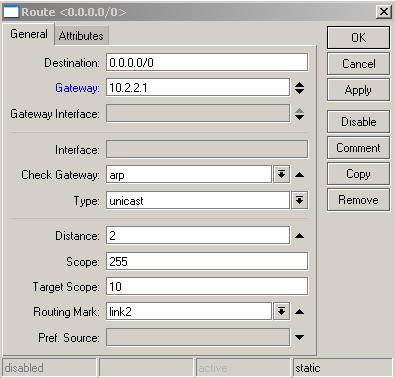 Route <0.0.0.0/0>
General Attributes
Destination: 0.0.0.0/0
Gateway: 10.2.2.1
Gateway Interface:
Interface:
Check Gateway: arp
Type: unicast
Distance: 2
Scope: 255
Target Scope: 10
Routing Mark: link2
Pref. Source:
OK
Cancel
Apply
Disable
Comment
Copy
Remove
disabled active static